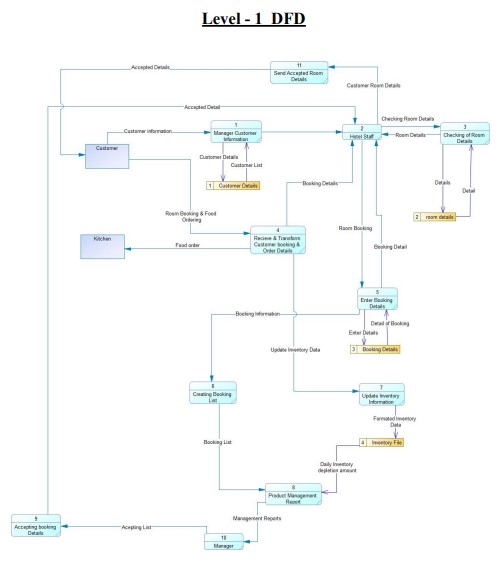 Level - 1 DFD
11
Send Accepted Room
Details
Accepted Details
Customer Room Details
Accepted Detail
1
Manager Customer
Information
Customer information
2
Hotel Staff
Checking Room Details
Room Details
3
Checking of Room
Details
Customer
Customer Details
Customer List
1 Customer Details
Booking Details
Details
Detail
2 room details
Room Booking & Food
Ordering
4
Recieve & Transfom
Customer booking &
Order Details
Kitchen
Food order
Room Booking
Booking Detail
5
Enter Booking
Details
Booking Information
Detail of Booking
Enter Details
3 Booking Details
Update Inventory Data
6
Creating Booking
List
7
Update Inventory
Information
Formated Inventory
Data
4 Inventory File
Booking List
Daily Inventory
depletion amount
8
Product Management
Resort
Management Reports
9
Accepting booking
Details
Acepting List
10
Manager